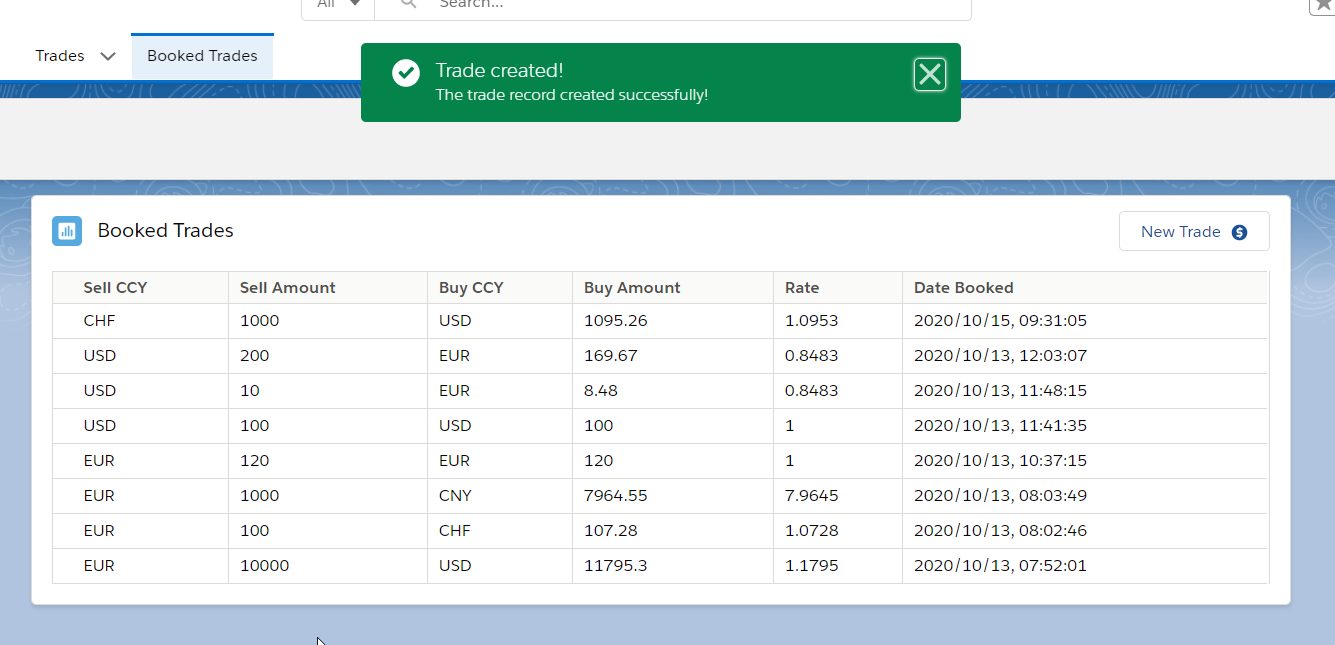 All Search...
Trades Booked Trades
Trade created!
The trade record created successfully!
Booked Trades New Trade
Sell CCY Sell Amount Buy CCY Buy Amount Rate Date Booked
CHF 1000 USD 1095.26 1.0953 2020/10/15, 09:31:05
USD 200 EUR 169.67 0.8483 2020/10/13, 12:03:07
USD 10 EUR 8.48 0.8483 2020/10/13, 11:48:15
USD 100 USD 100 1 2020/10/13, 11:41:35
EUR 120 EUR 120 1 2020/10/13, 10:37:15
EUR 1000 CNY 7964.55 7.9645 2020/10/13, 08:03:49
EUR 100 CHF 107.28 1.0728 2020/10/13, 08:02:46
EUR 10000 USD 11795.3 1.1795 2020/10/13, 07:52:01